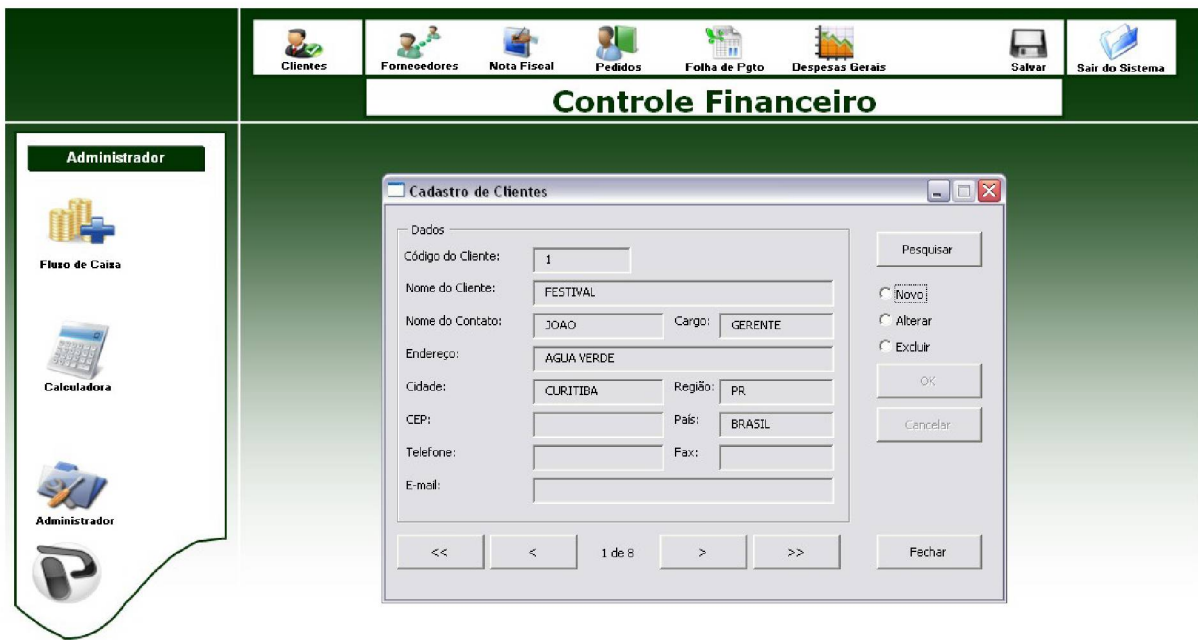 Clientes Fornecedores Nota Fiscal Pedidos Folha de Pgto Despesas Gerais Salvar Sair do Sistema
Controle Financeiro
Administrador
Fluxo de Caixa
Calculadora
Administrador
Cadastro de Clientes
Dados
Código do Cliente: 1
Nome do Cliente: FESTIVAL
Nome do Contato: JOAO Cargo: GERENTE
Endereço: AGUA VERDE
Cidade: CURITIBA Região: PR
CEP: País: BRASIL
Telefone: Fax:
E-mail:
Pesquisar
Novo
Alterar
Excluir
OK
Cancelar
<< < 1 de 8 > >> Fechar